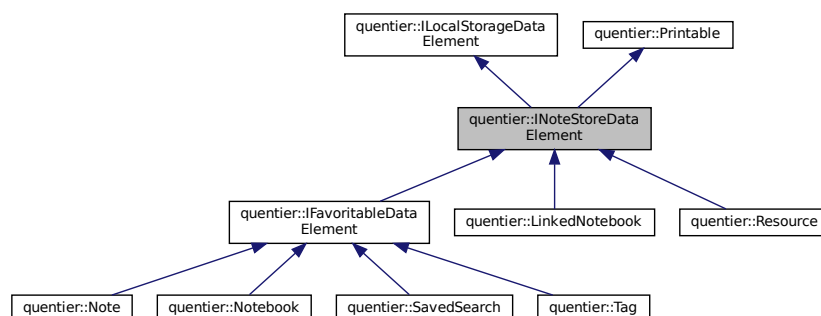 quentier::ILocalStorageData
Element
quentier::Printable
quentier::INoteStoreData
Element
quentier::IFavoritableData
Element
quentier::LinkedNotebook
quentier::Resource
quentier::Note
quentier::Notebook
quentier::SavedSearch
quentier::Tag